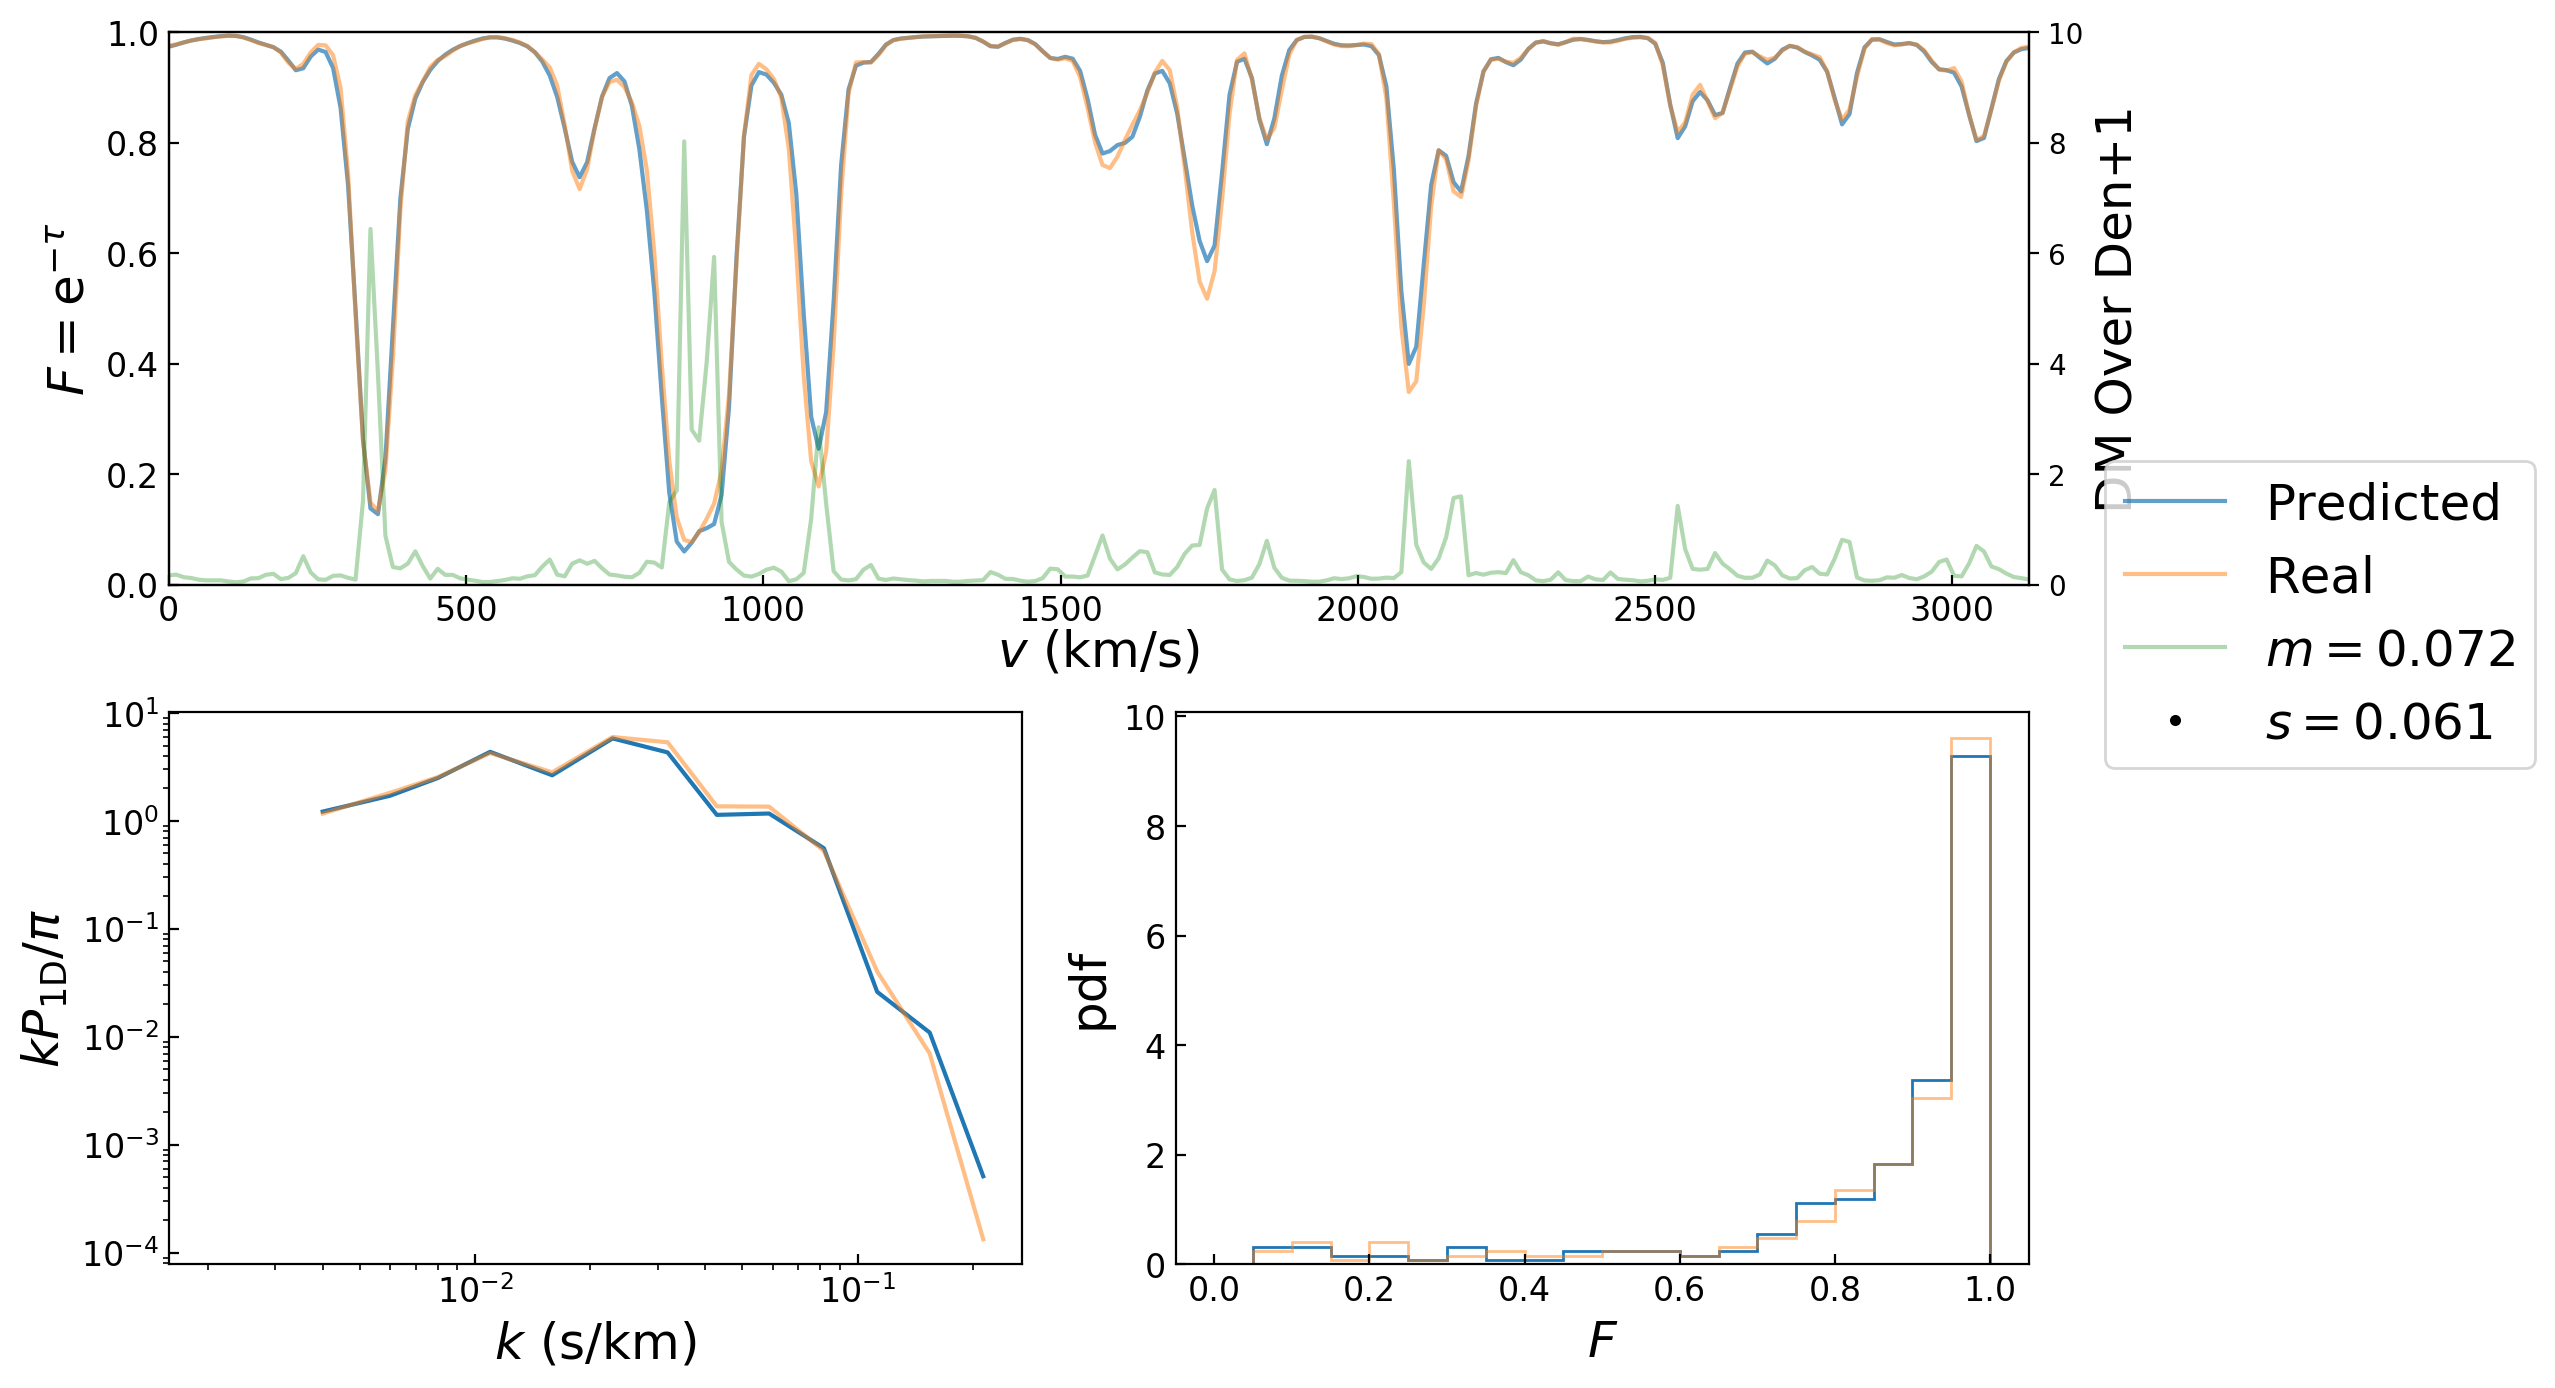 1.0
0.8
0.6
0.4
0.2
0.0
F = e^{-τ}
10
8
6
4
2
0
DM Over Den+1
0 500 1000 1500 2000 2500 3000
v (km/s)
Predicted
Real
m = 0.072
s = 0.061
10^1
10^0
10^{-1}
10^{-2}
10^{-3}
10^{-4}
kP_{1D}/π
10^{-2} 10^{-1}
k (s/km)
10
8
6
4
2
0
pdf
0.0 0.2 0.4 0.6 0.8 1.0
F